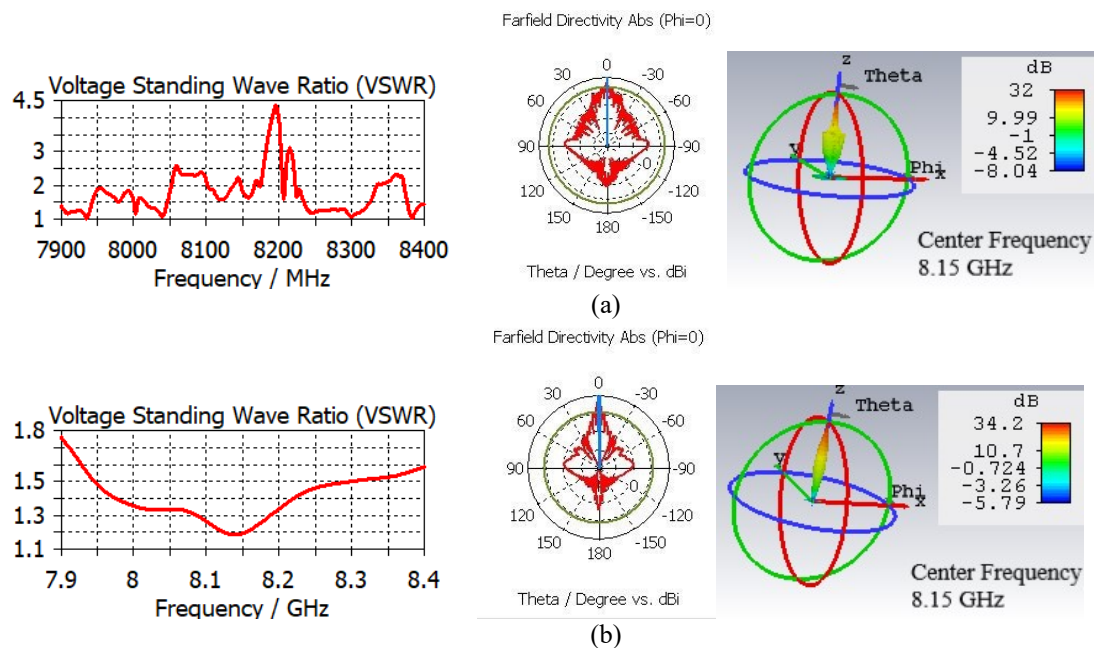 Farfield Directivity Abs (Phi=0)
Voltage Standing Wave Ratio (VSWR)
4.5
3
2
1
7900 8000 8100 8200 8300 8400
Frequency / MHz
0
30 -30
60 -60
90 -90
120 -120
150 -150
180
Theta / Degree vs. dBi
z
Theta
y
Phi
x
dB
32
9.99
-1
-4.52
-8.04
Center Frequency
8.15 GHz
(a)
Farfield Directivity Abs (Phi=0)
Voltage Standing Wave Ratio (VSWR)
1.8
1.5
1.3
1.1
7.9 8 8.1 8.2 8.3 8.4
Frequency / GHz
0
30 -30
60 -60
90 0 -90
120 -120
150 -150
180
Theta / Degree vs. dBi
z
Theta
y
Phi
x
dB
34.2
10.7
-0.724
-3.26
-5.79
Center Frequency
8.15 GHz
(b)